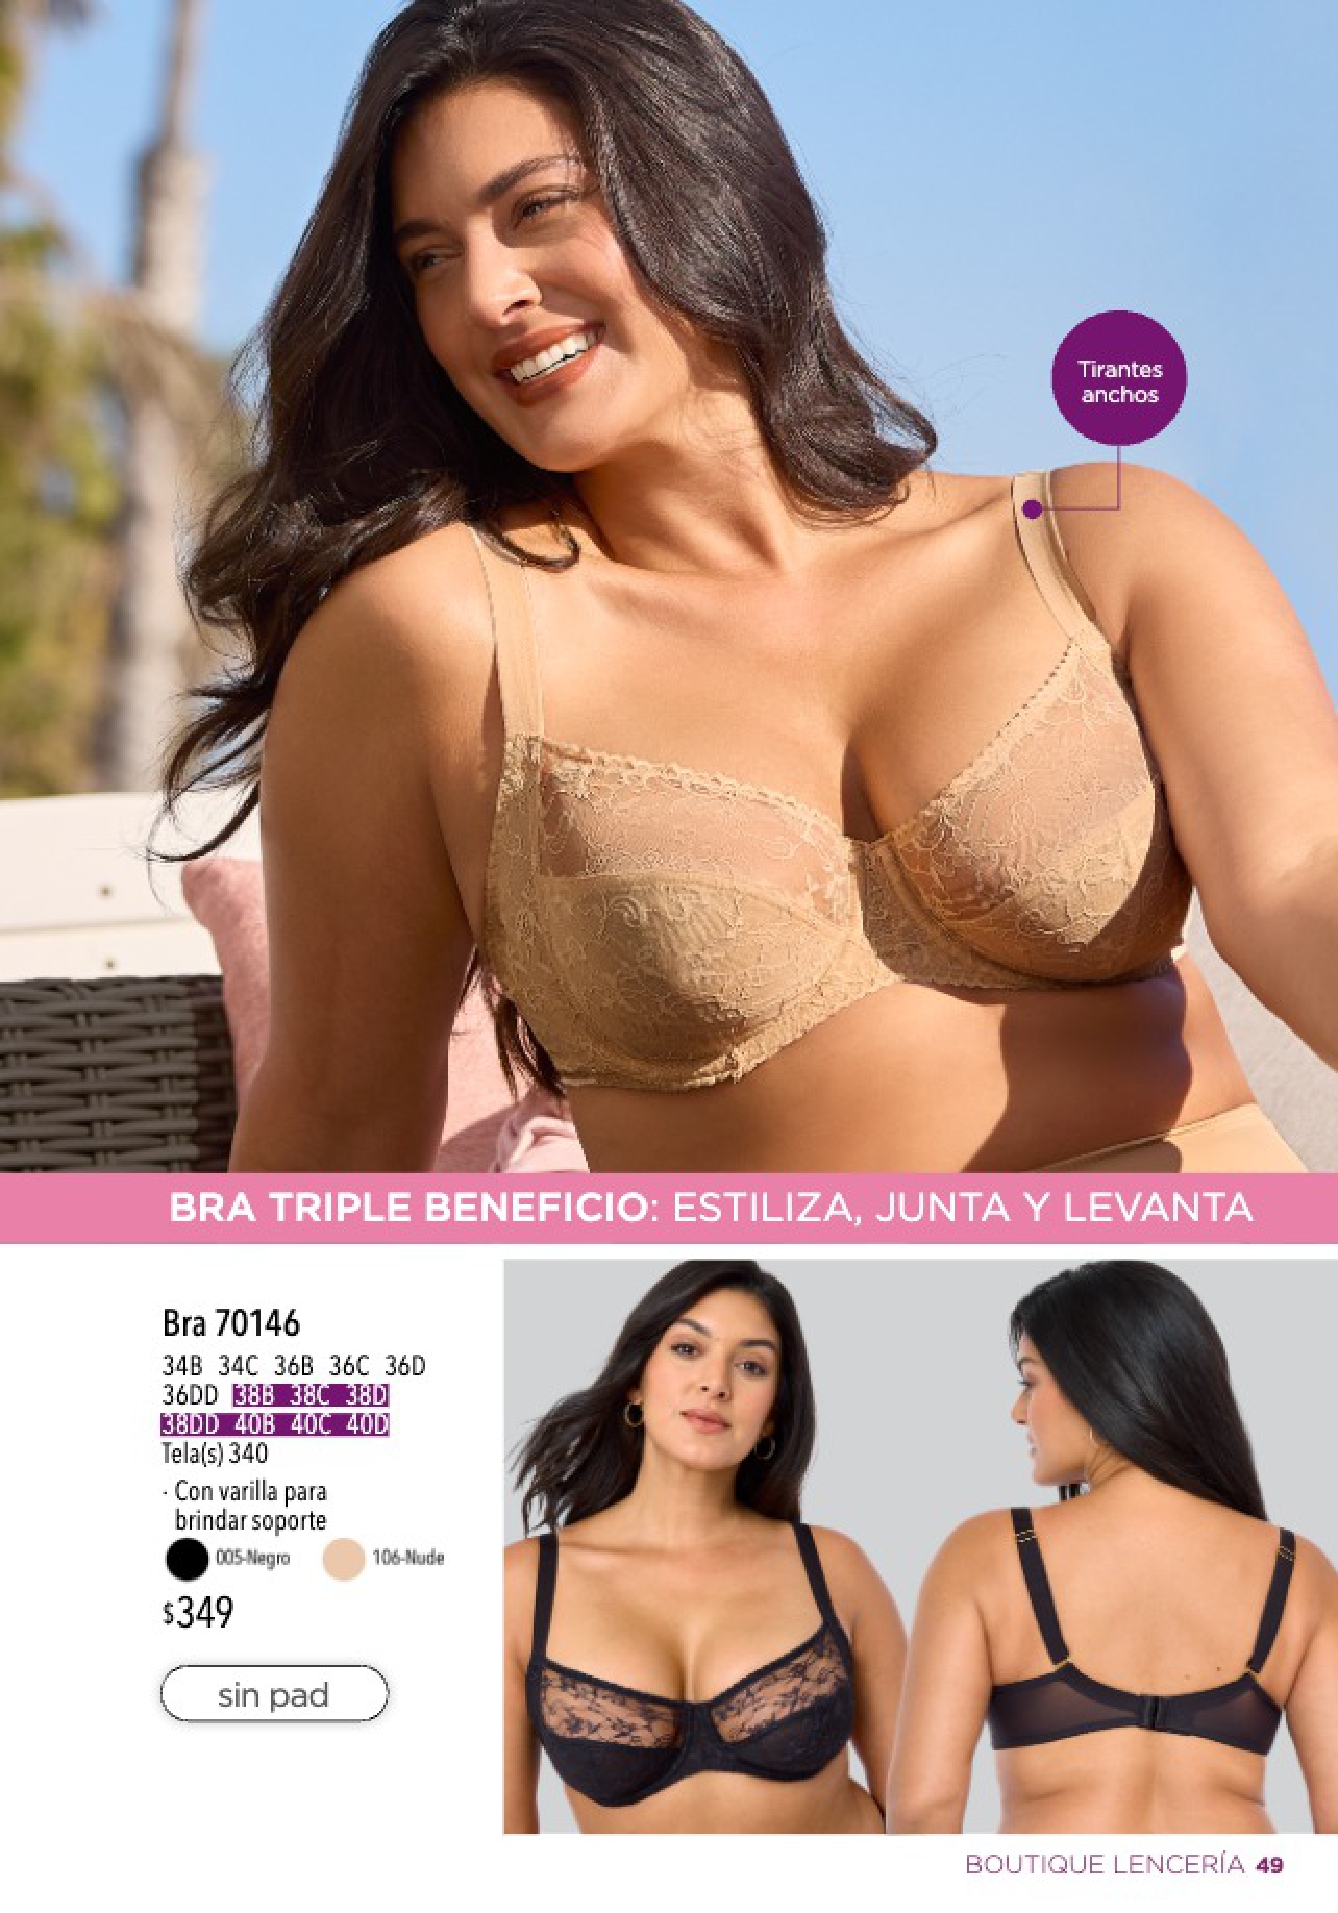 Tirantes
anchos
BRA TRIPLE BENEFICIO: ESTILIZA, JUNTA Y LEVANTA
Bra 70146
34B 34C 36B 36C 36D
36DD 38B 38C 38D
38DD 40B 40C 40D
Tela(s) 340
· Con varilla para
brindar soporte
005-Negro 106-Nude
$349
sin pad
BOUTIQUE LENCERÍA 49